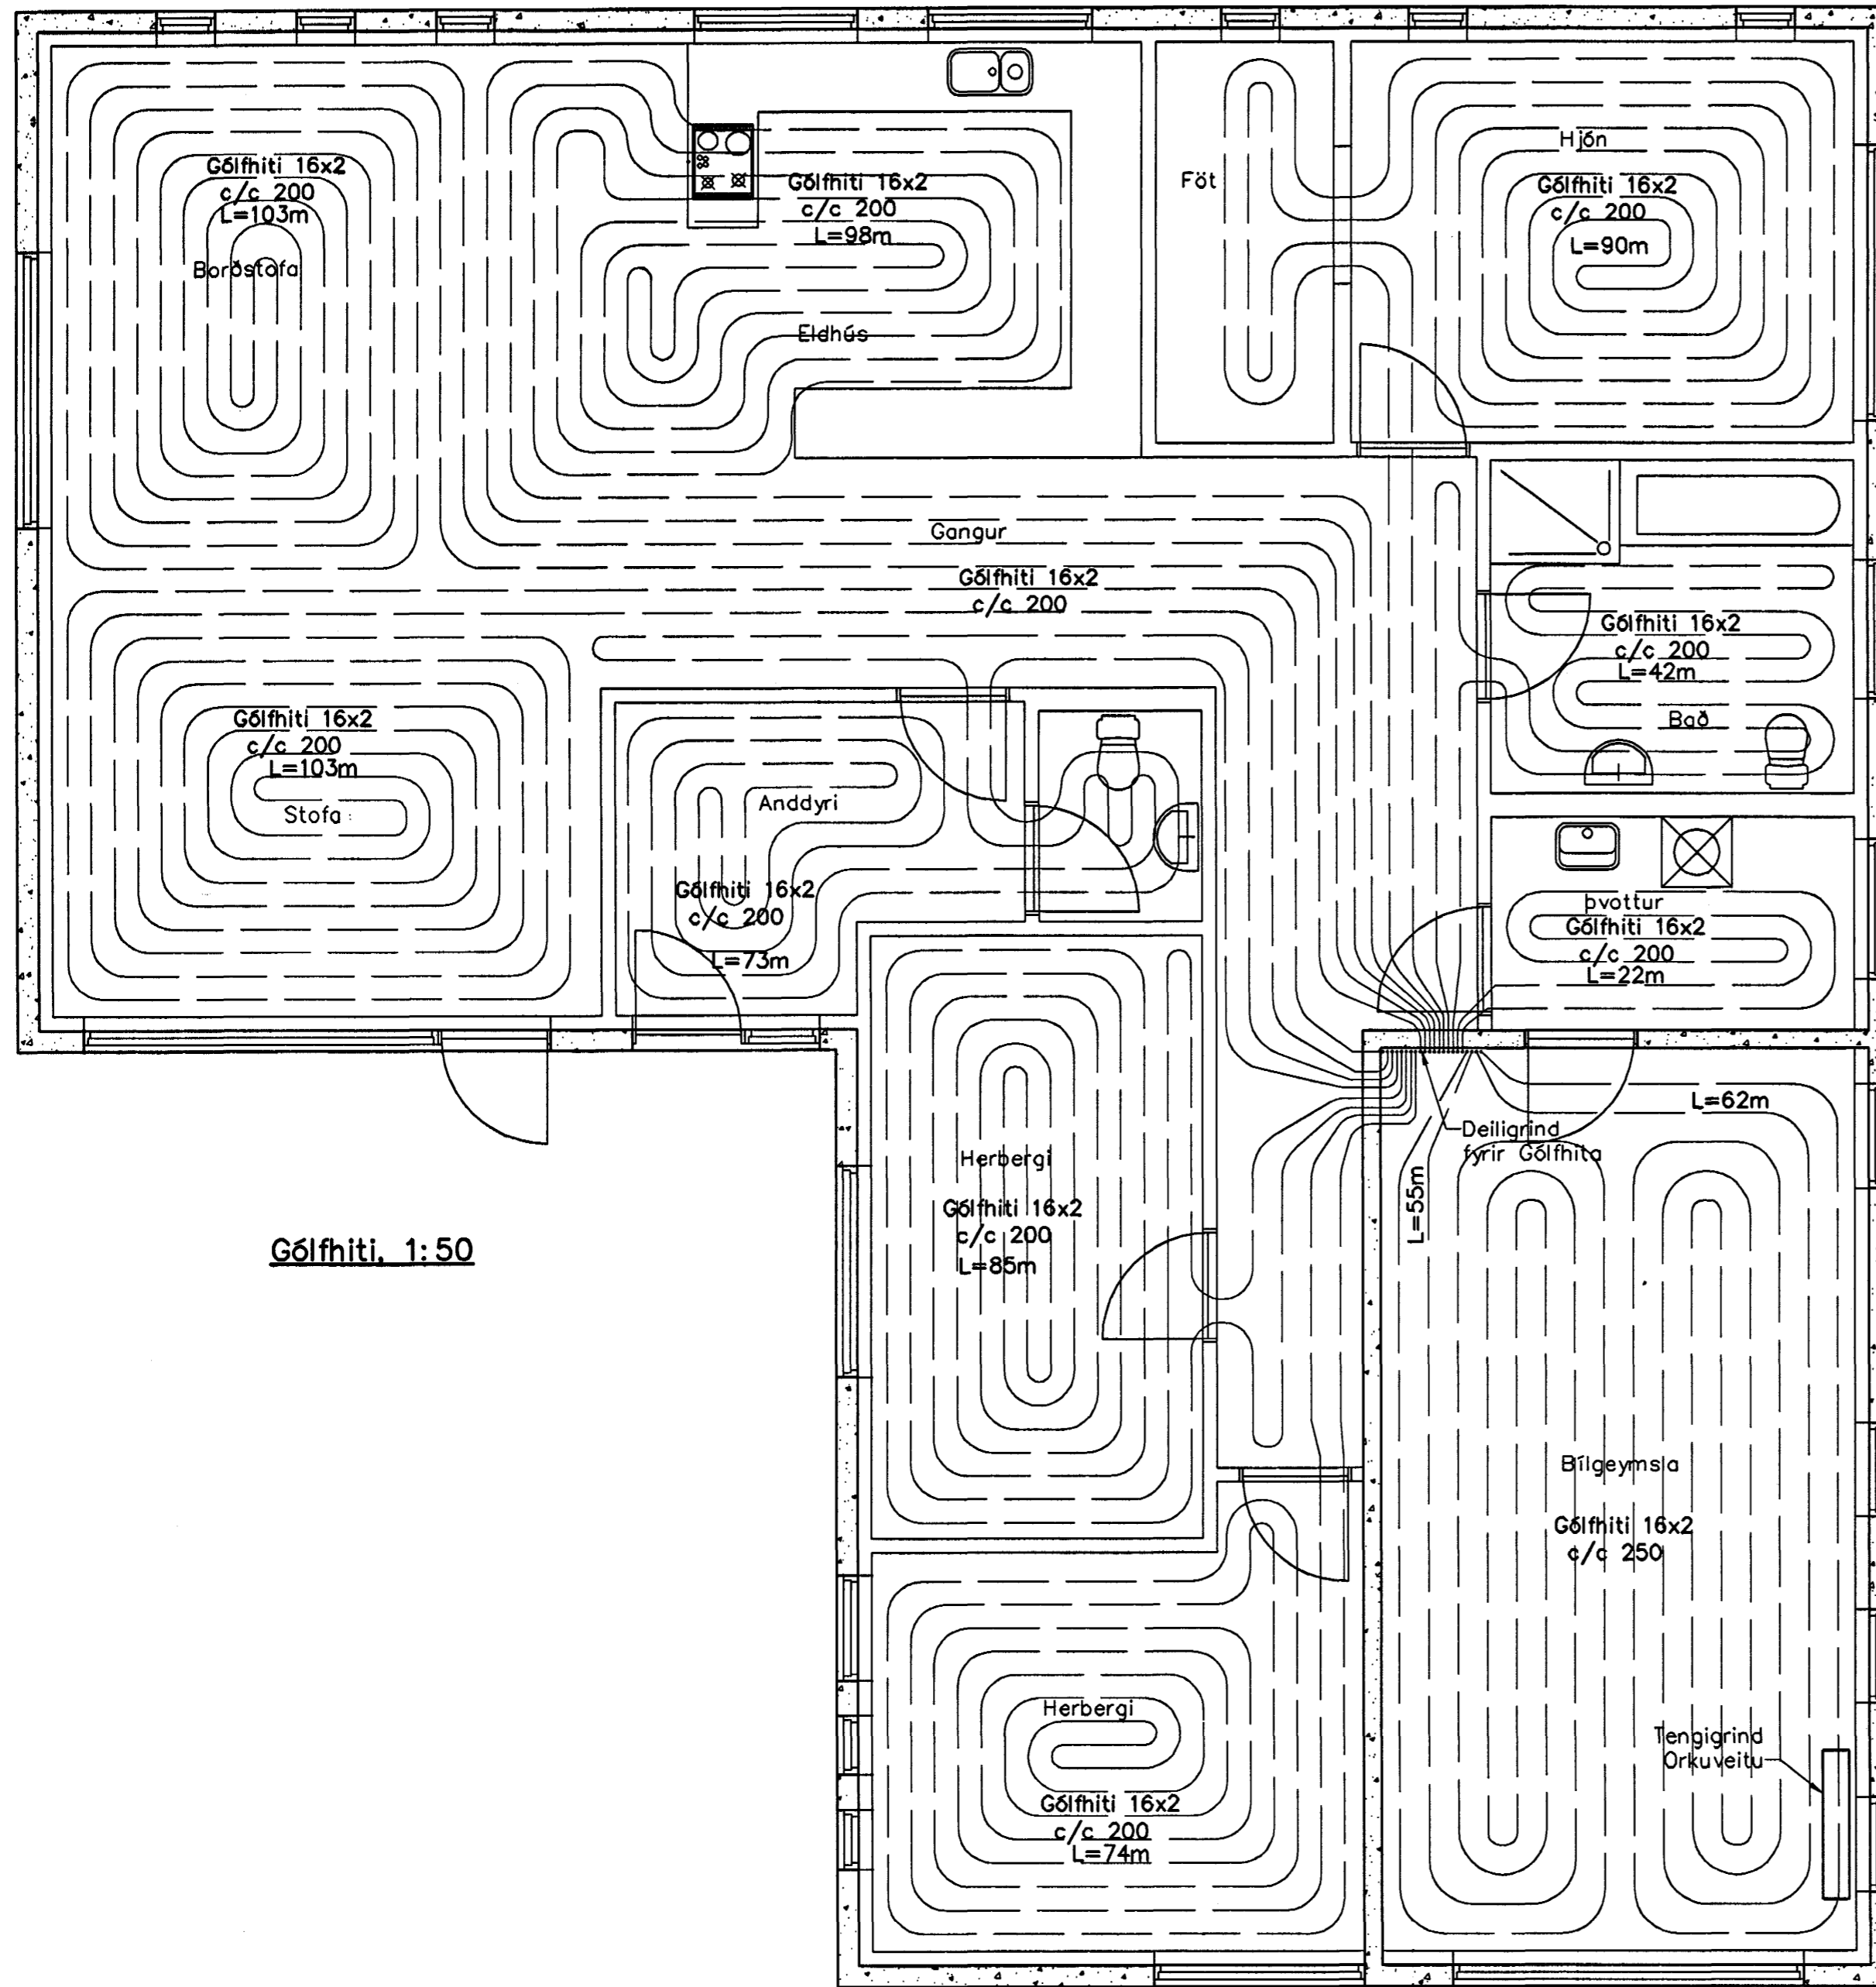 Gólfhiti 16x2
c/c 200
L=103m
Borðstofa
Gólfhiti 16x2
c/c 200
L=98m
Eldhús
Föt
Hjón
Gólfhiti 16x2
c/c 200
L=90m
Gangur
Gólfhiti 16x2
c/c 200
Gólfhiti 16x2
c/c 200
L=42m
Bað
Gólfhiti 16x2
c/c 200
L=103m
Stofa
Anddyri
Gólfhiti 16x2
c/c 200
L=73m
Þvottur
Gólfhiti 16x2
c/c 200
L=22m
L=62m
Deiligrind
fyrir Gólfhita
L=55m
Herbergi
Gólfhiti 16x2
c/c 200
L=85m
Gólfhiti, 1:50
Bílgeymsla
Gólfhiti 16x2
c/c 250
Herbergi
Gólfhiti 16x2
c/c 200
L=74m
Tengigrind
Orkuveitu